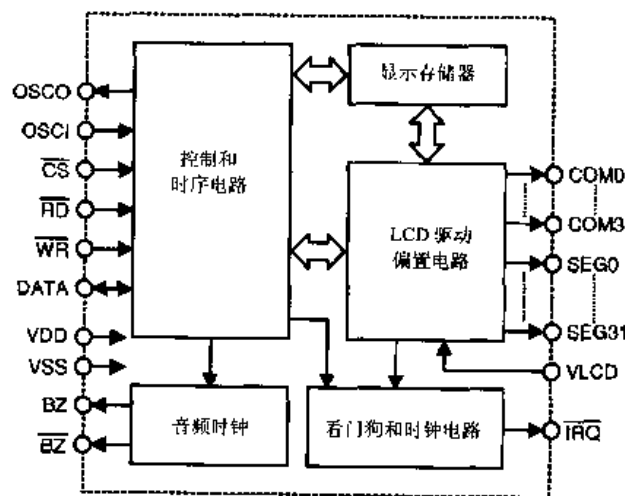 OSCO
OSCI
CS
RD
WR
DATA
VDD
VSS
BZ
BZ
控制和
时序电路
显示存储器
LCD 驱动
偏置电路
音频时钟
看门狗和时钟电路
COM0
COM3
SEG0
SEG31
VLCD
IRQ